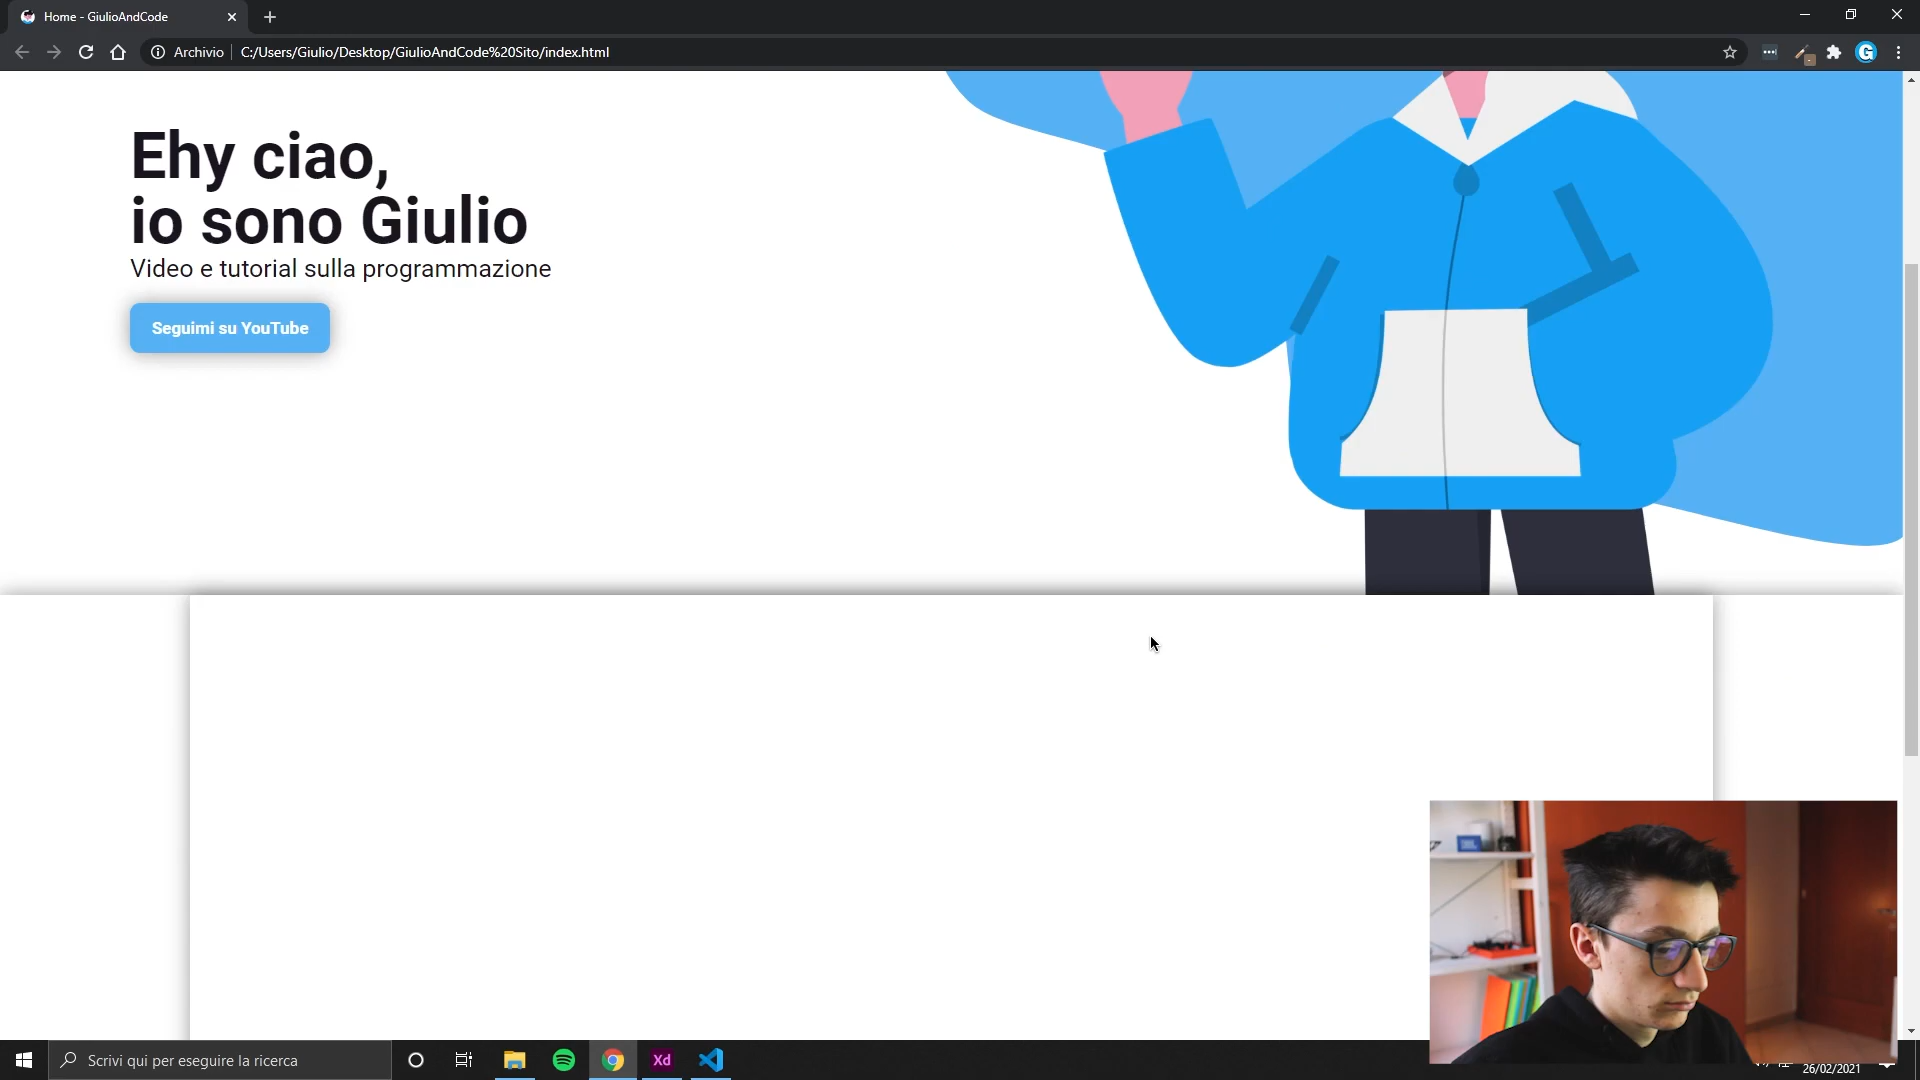 Home - GiulioAndCode
Archivio
C:/Users/Giulio/Desktop/GiulioAndCode%20Sito/index.html
G
Ehy ciao,
io sono Giulio
Video e tutorial sulla programmazione
Seguimi su YouTube
Scrivi qui per eseguire la ricerca
Xd
26/02/2021